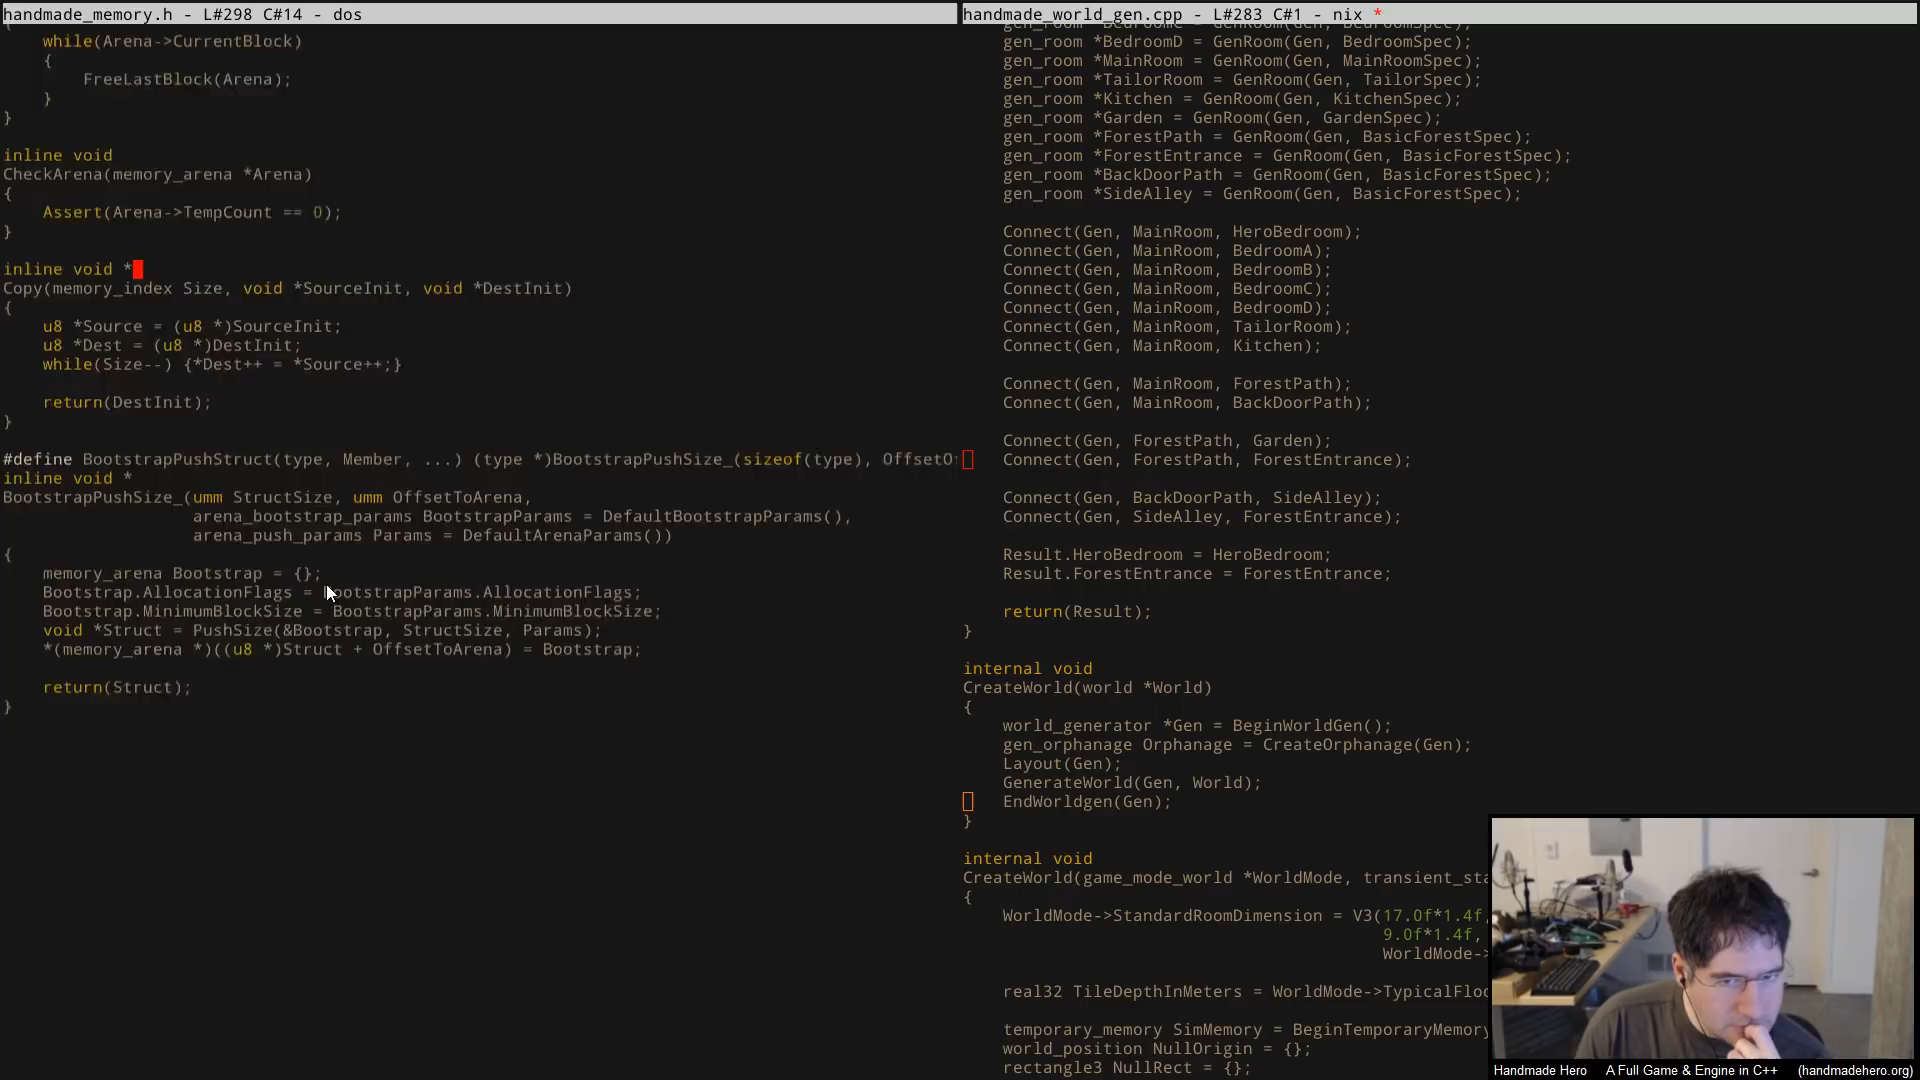 handmade_memory.h - L#298 C#14 - dos
while(Arena->CurrentBlock)
{
FreeLastBlock(Arena);
}
}
inline void
CheckArena(memory_arena *Arena)
{
Assert(Arena->TempCount == 0);
}
inline void *
Copy(memory_index Size, void *SourceInit, void *DestInit)
{
u8 *Source = (u8 *)SourceInit;
u8 *Dest = (u8 *)DestInit;
while(Size--) {*Dest++ = *Source++;}
return(DestInit);
}
#define BootstrapPushStruct(type, Member, ...) (type *)BootstrapPushSize_(sizeof(type), OffsetO
inline void *
BootstrapPushSize_(umm StructSize, umm OffsetToArena,
arena_bootstrap_params BootstrapParams = DefaultBootstrapParams(),
arena_push_params Params = DefaultArenaParams())
{
memory_arena Bootstrap = {};
Bootstrap.AllocationFlags = BootstrapParams.AllocationFlags;
Bootstrap.MinimumBlockSize = BootstrapParams.MinimumBlockSize;
void *Struct = PushSize(&Bootstrap, StructSize, Params);
*(memory_arena *)((u8 *)Struct + OffsetToArena) = Bootstrap;
return(Struct);
}
handmade_world_gen.cpp - L#283 C#1 - nix *
gen_room *BedroomC = GenRoom(Gen, BedroomSpec);
gen_room *BedroomD = GenRoom(Gen, BedroomSpec);
gen_room *MainRoom = GenRoom(Gen, MainRoomSpec);
gen_room *TailorRoom = GenRoom(Gen, TailorSpec);
gen_room *Kitchen = GenRoom(Gen, KitchenSpec);
gen_room *Garden = GenRoom(Gen, GardenSpec);
gen_room *ForestPath = GenRoom(Gen, BasicForestSpec);
gen_room *ForestEntrance = GenRoom(Gen, BasicForestSpec);
gen_room *BackDoorPath = GenRoom(Gen, BasicForestSpec);
gen_room *SideAlley = GenRoom(Gen, BasicForestSpec);
Connect(Gen, MainRoom, HeroBedroom);
Connect(Gen, MainRoom, BedroomA);
Connect(Gen, MainRoom, BedroomB);
Connect(Gen, MainRoom, BedroomC);
Connect(Gen, MainRoom, BedroomD);
Connect(Gen, MainRoom, TailorRoom);
Connect(Gen, MainRoom, Kitchen);
Connect(Gen, MainRoom, ForestPath);
Connect(Gen, MainRoom, BackDoorPath);
Connect(Gen, ForestPath, Garden);
Connect(Gen, ForestPath, ForestEntrance);
Connect(Gen, BackDoorPath, SideAlley);
Connect(Gen, SideAlley, ForestEntrance);
Result.HeroBedroom = HeroBedroom;
Result.ForestEntrance = ForestEntrance;
return(Result);
}
internal void
CreateWorld(world *World)
{
world_generator *Gen = BeginWorldGen();
gen_orphanage Orphanage = CreateOrphanage(Gen);
Layout(Gen);
GenerateWorld(Gen, World);
EndWorldgen(Gen);
}
internal void
CreateWorld(game_mode_world *WorldMode, transient_sta
{
WorldMode->StandardRoomDimension = V3(17.0f*1.4f,
9.0f*1.4f,
WorldMode->
real32 TileDepthInMeters = WorldMode->TypicalFloo
temporary_memory SimMemory = BeginTemporaryMemory
world_position NullOrigin = {};
rectangle3 NullRect = {};
Handmade Hero A Full Game & Engine in C++ (handmadehero.org)